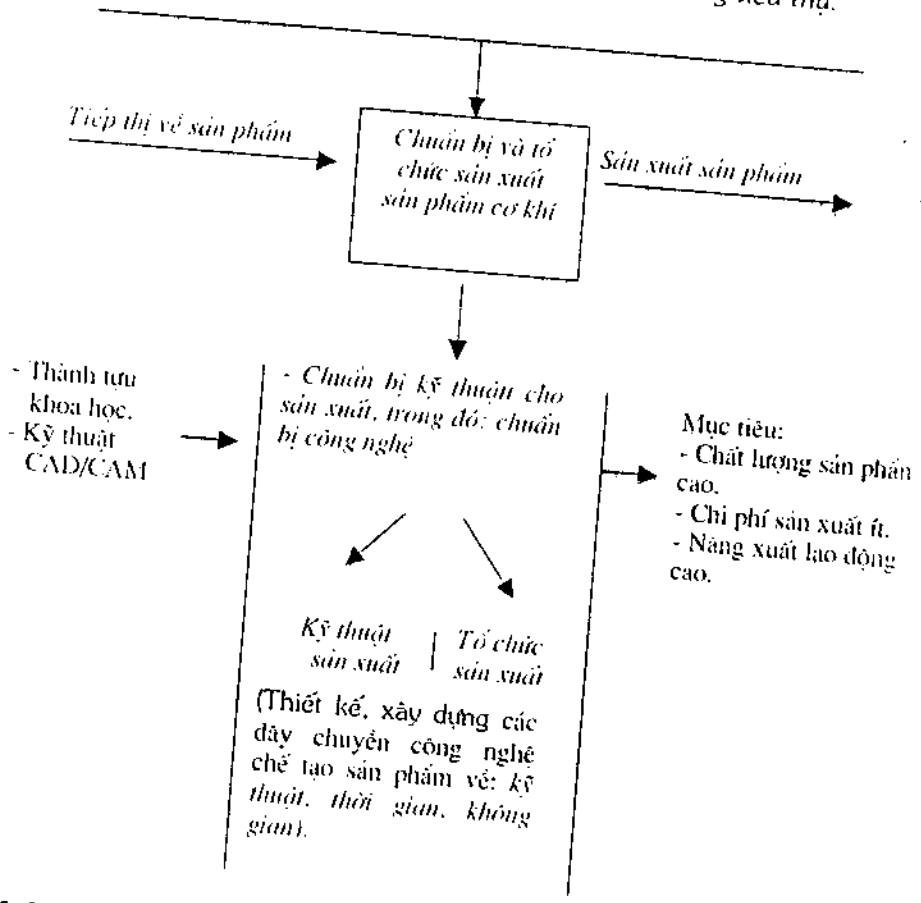 tiêu thụ.
Tiếp thị về sản phẩm
Chuẩn bị và tổ
chức sản xuất
sản phẩm cơ khí
Sản xuất sản phẩm
- Thành tựu
khoa học.
- Kỹ thuật
CAD/CAM
- Chuẩn bị kỹ thuật cho
sản xuất, trong đó: chuẩn
bị công nghệ
Mục tiêu:
- Chất lượng sản phẩm
cao.
- Chi phí sản xuất ít.
- Năng xuất lao động
cao.
Kỹ thuật
sản xuất
Tổ chức
sản xuất
(Thiết kế, xây dựng các
dây chuyền công nghệ
chế tạo sản phẩm về: kỹ
thuật, thời gian, không
gian).